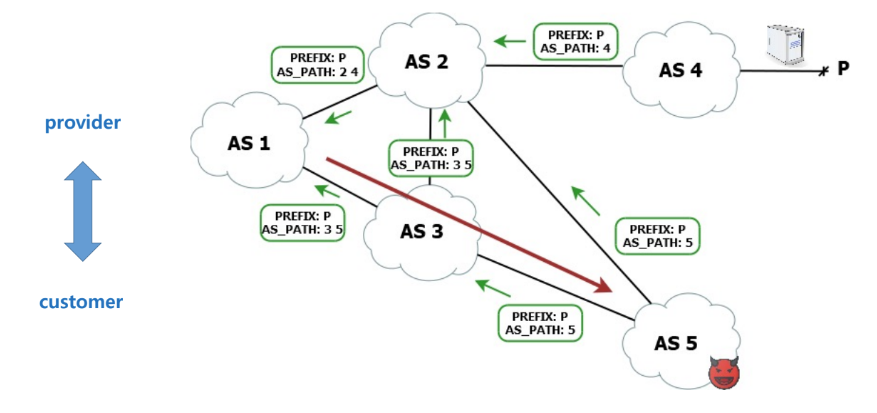 PREFIX: P
AS_PATH: 4
PREFIX: P
AS_PATH: 2 4
AS 2
AS 4
P
provider
AS 1
PREFIX: P
AS_PATH: 3 5
PREFIX: P
AS_PATH: 3 5
AS 3
PREFIX: P
AS_PATH: 5
customer
PREFIX: P
AS_PATH: 5
AS 5